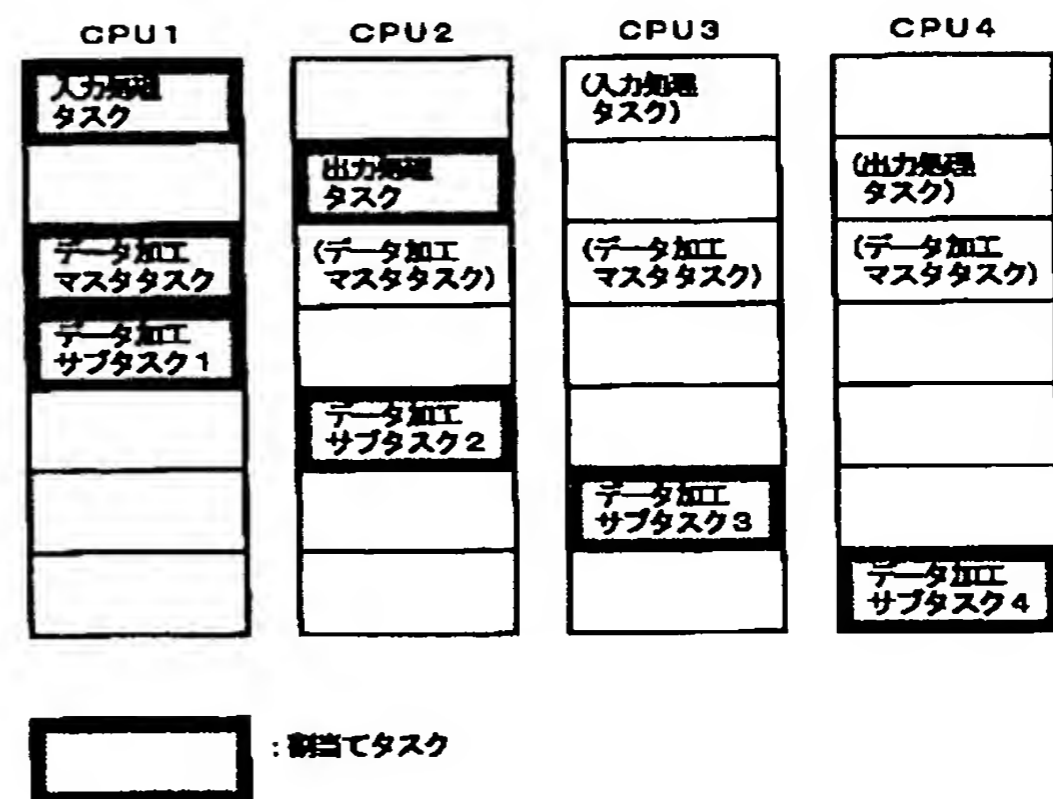 CPU1
CPU2
CPU3
CPU4
入力処理
タスク
(入力処理
タスク)
出力処理
タスク
(出力処理
タスク)
データ加工
マスタタスク
(データ加工
マスタタスク)
(データ加工
マスタタスク)
(データ加工
マスタタスク)
データ加工
サブタスク1
データ加工
サブタスク2
データ加工
サブタスク3
データ加工
サブタスク4
:割当てタスク